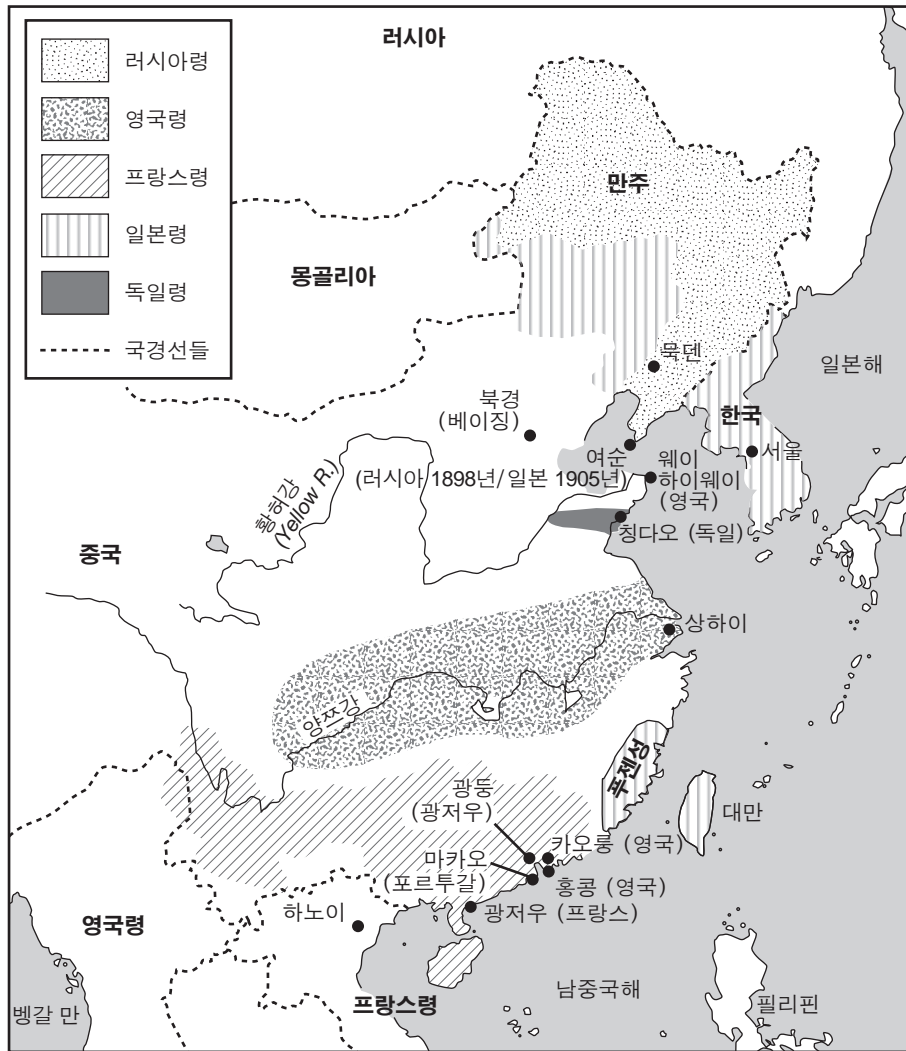 러시아령
영국령
프랑스령
일본령
독일령
국경선들
러시아
만주
몽골리아
묵덴
일본해
북경
(베이징)
한국
서울
여순
(러시아 1898년/일본 1905년)
웨이
하이웨이
(영국)
황허강
(Yellow R.)
칭다오 (독일)
중국
상하이
양쯔강
푸젠성
대만
광둥
(광저우)
카오룽 (영국)
마카오
(포르투갈)
홍콩 (영국)
광저우 (프랑스)
하노이
영국령
프랑스령
남중국해
벵갈 만
필리핀